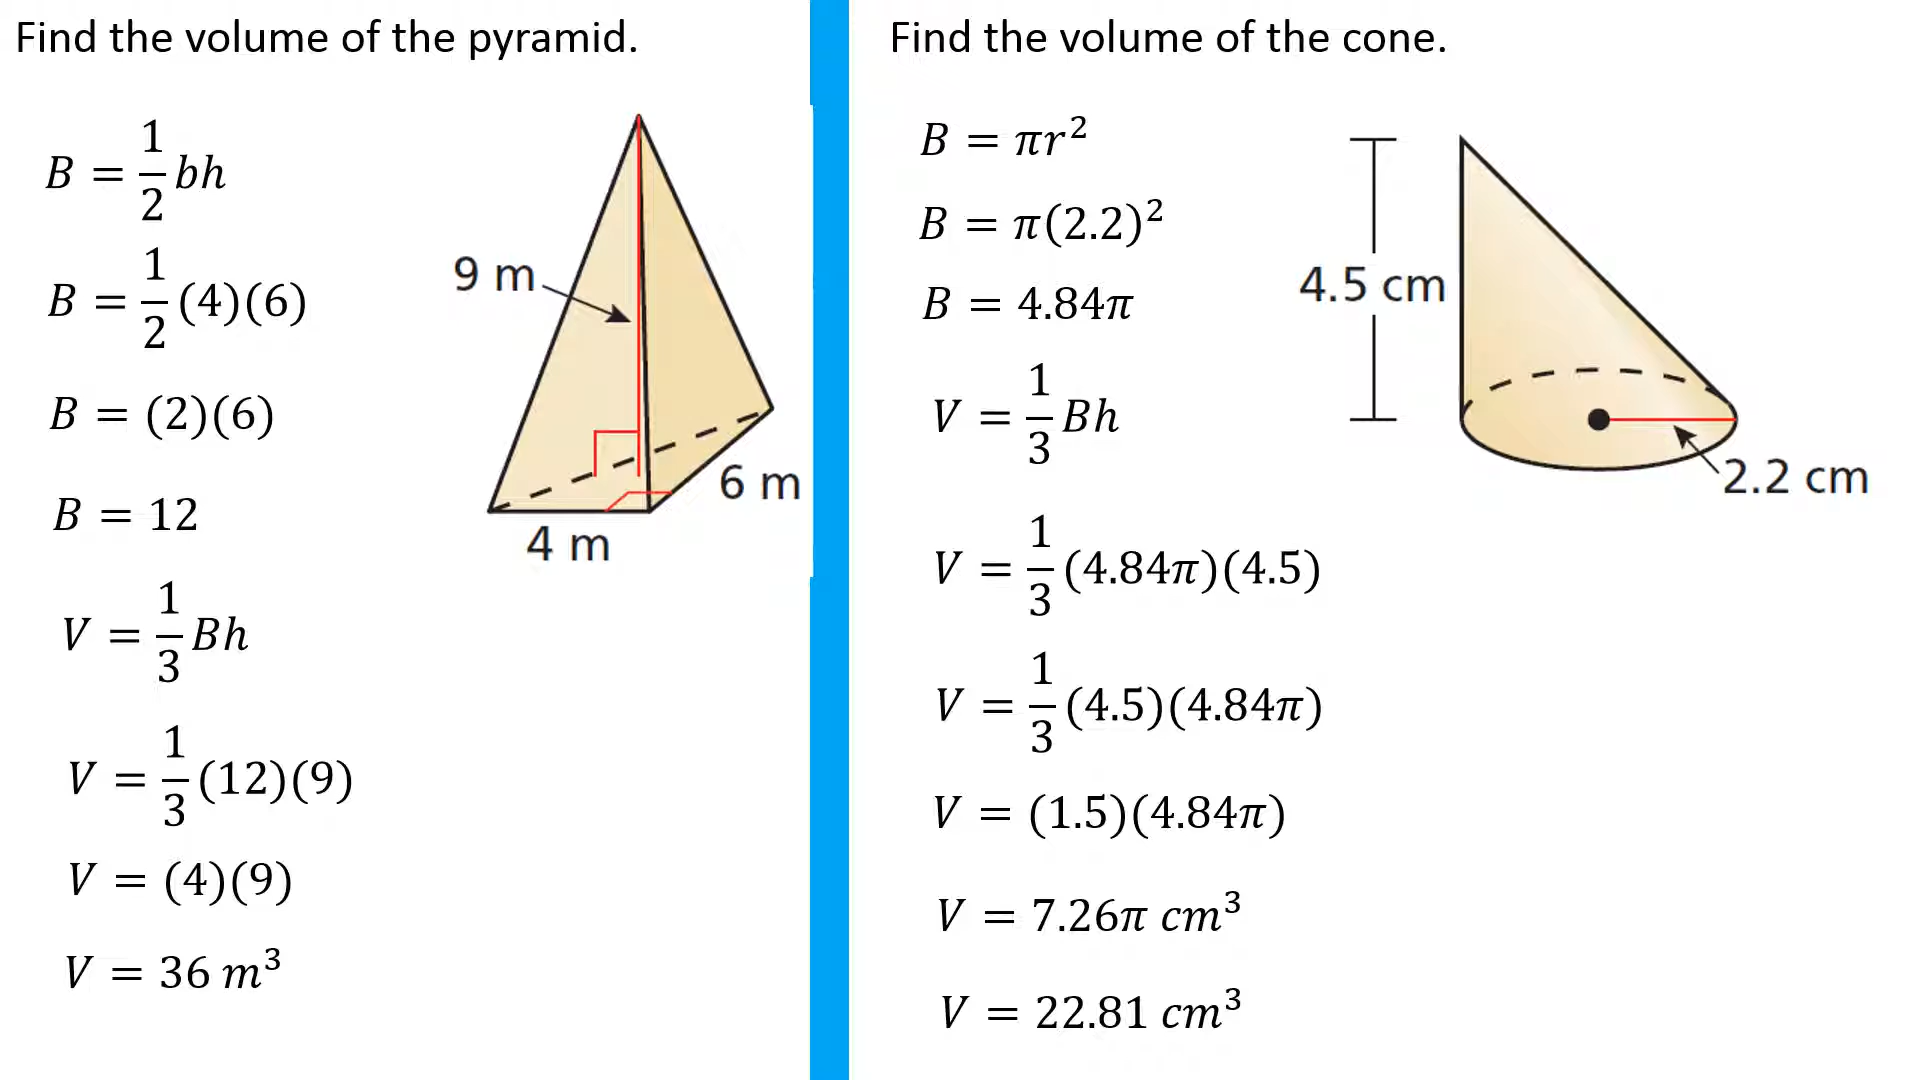 Find the volume of the pyramid.
B = 1/2 bh
B = 1/2 (4)(6)
B = (2)(6)
B = 12
V = 1/3 Bh
V = 1/3 (12)(9)
V = (4)(9)
V = 36 m³
9 m
6 m
4 m
Find the volume of the cone.
B = πr²
B = π(2.2)²
B = 4.84π
V = 1/3 Bh
V = 1/3 (4.84π)(4.5)
V = 1/3 (4.5)(4.84π)
V = (1.5)(4.84π)
V = 7.26π cm³
V = 22.81 cm³
4.5 cm
2.2 cm